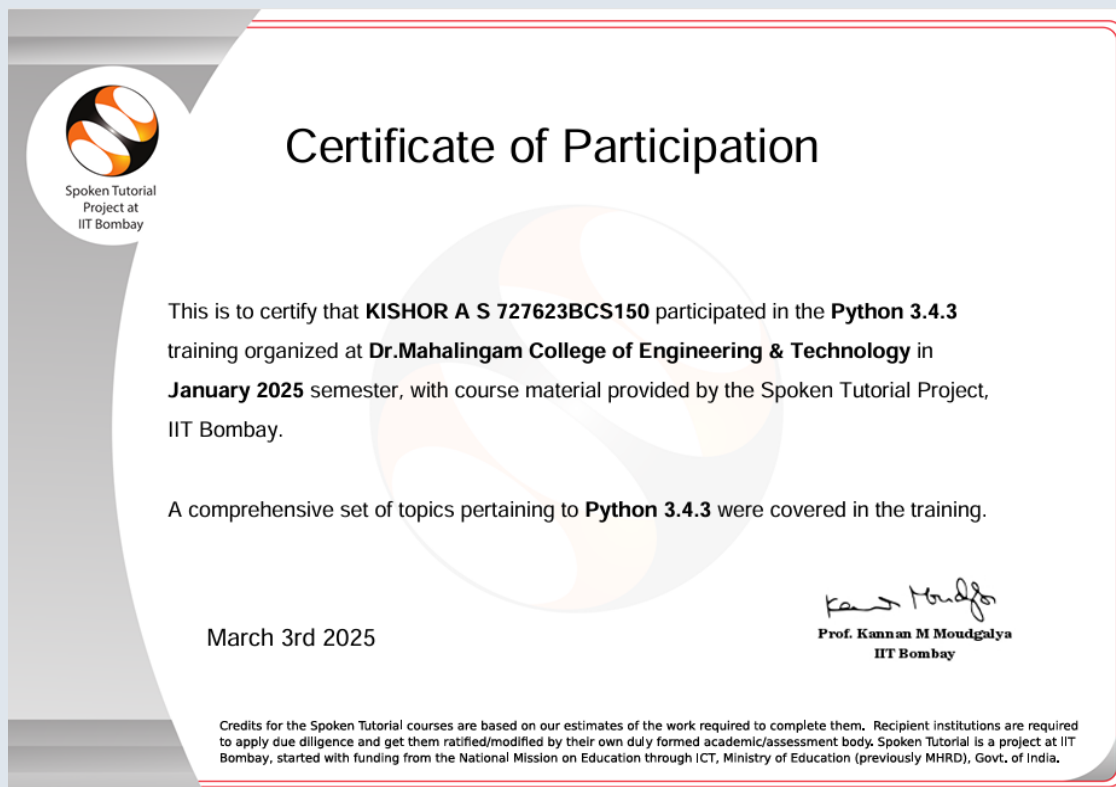 Spoken Tutorial
Project at
IIT Bombay
Certificate of Participation
This is to certify that KISHOR A S 727623BCS150 participated in the Python 3.4.3
training organized at Dr.Mahalingam College of Engineering & Technology in
January 2025 semester, with course material provided by the Spoken Tutorial Project,
IIT Bombay.
A comprehensive set of topics pertaining to Python 3.4.3 were covered in the training.
March 3rd 2025
Prof. Kannan M Moudgalya
IIT Bombay
Credits for the Spoken Tutorial courses are based on our estimates of the work required to complete them. Recipient institutions are required
to apply due diligence and get them ratified/modified by their own duly formed academic/assessment body. Spoken Tutorial is a project at IIT
Bombay, started with funding from the National Mission on Education through ICT, Ministry of Education (previously MHRD), Govt. of India.